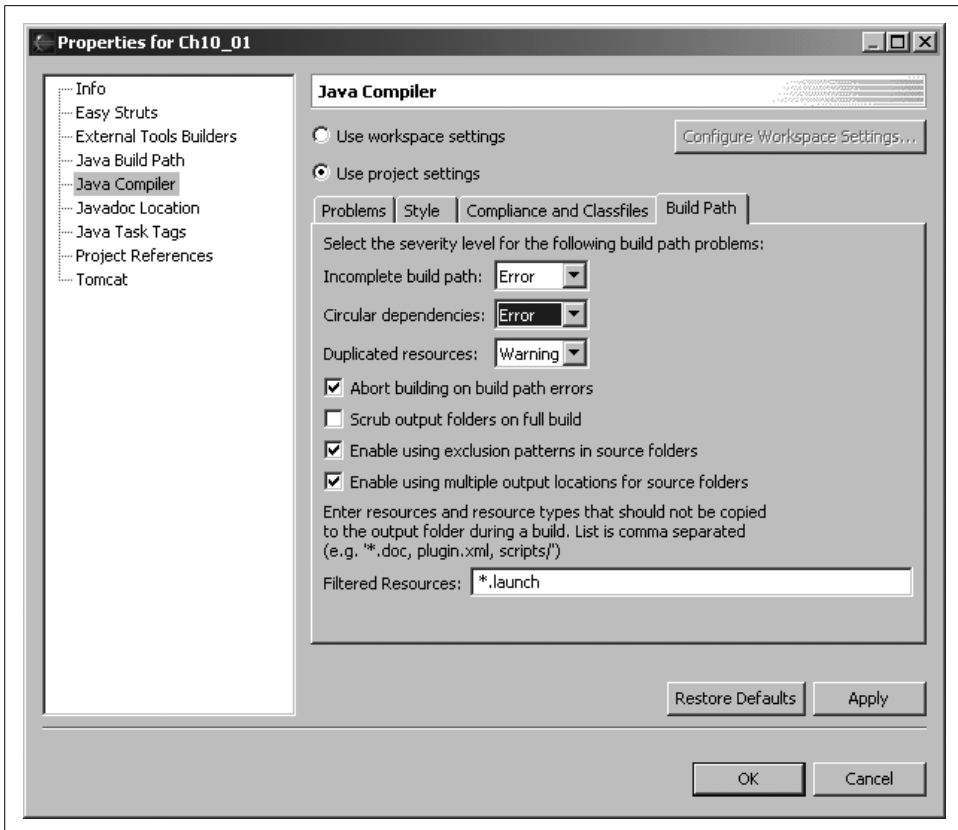 Properties for Ch10_01
Info
Easy Struts
External Tools Builders
Java Build Path
Java Compiler
Javadoc Location
Java Task Tags
Project References
Tomcat
Java Compiler
Use workspace settings
Configure Workspace Settings...
Use project settings
Problems
Style
Compliance and Classfiles
Build Path
Select the severity level for the following build path problems:
Incomplete build path: Error
Circular dependencies: Error
Duplicated resources: Warning
Abort building on build path errors
Scrub output folders on full build
Enable using exclusion patterns in source folders
Enable using multiple output locations for source folders
Enter resources and resource types that should not be copied
to the output folder during a build. List is comma separated
(e.g. '*.doc, plugin.xml, scripts/')
Filtered Resources: *.launch
Restore Defaults
Apply
OK
Cancel